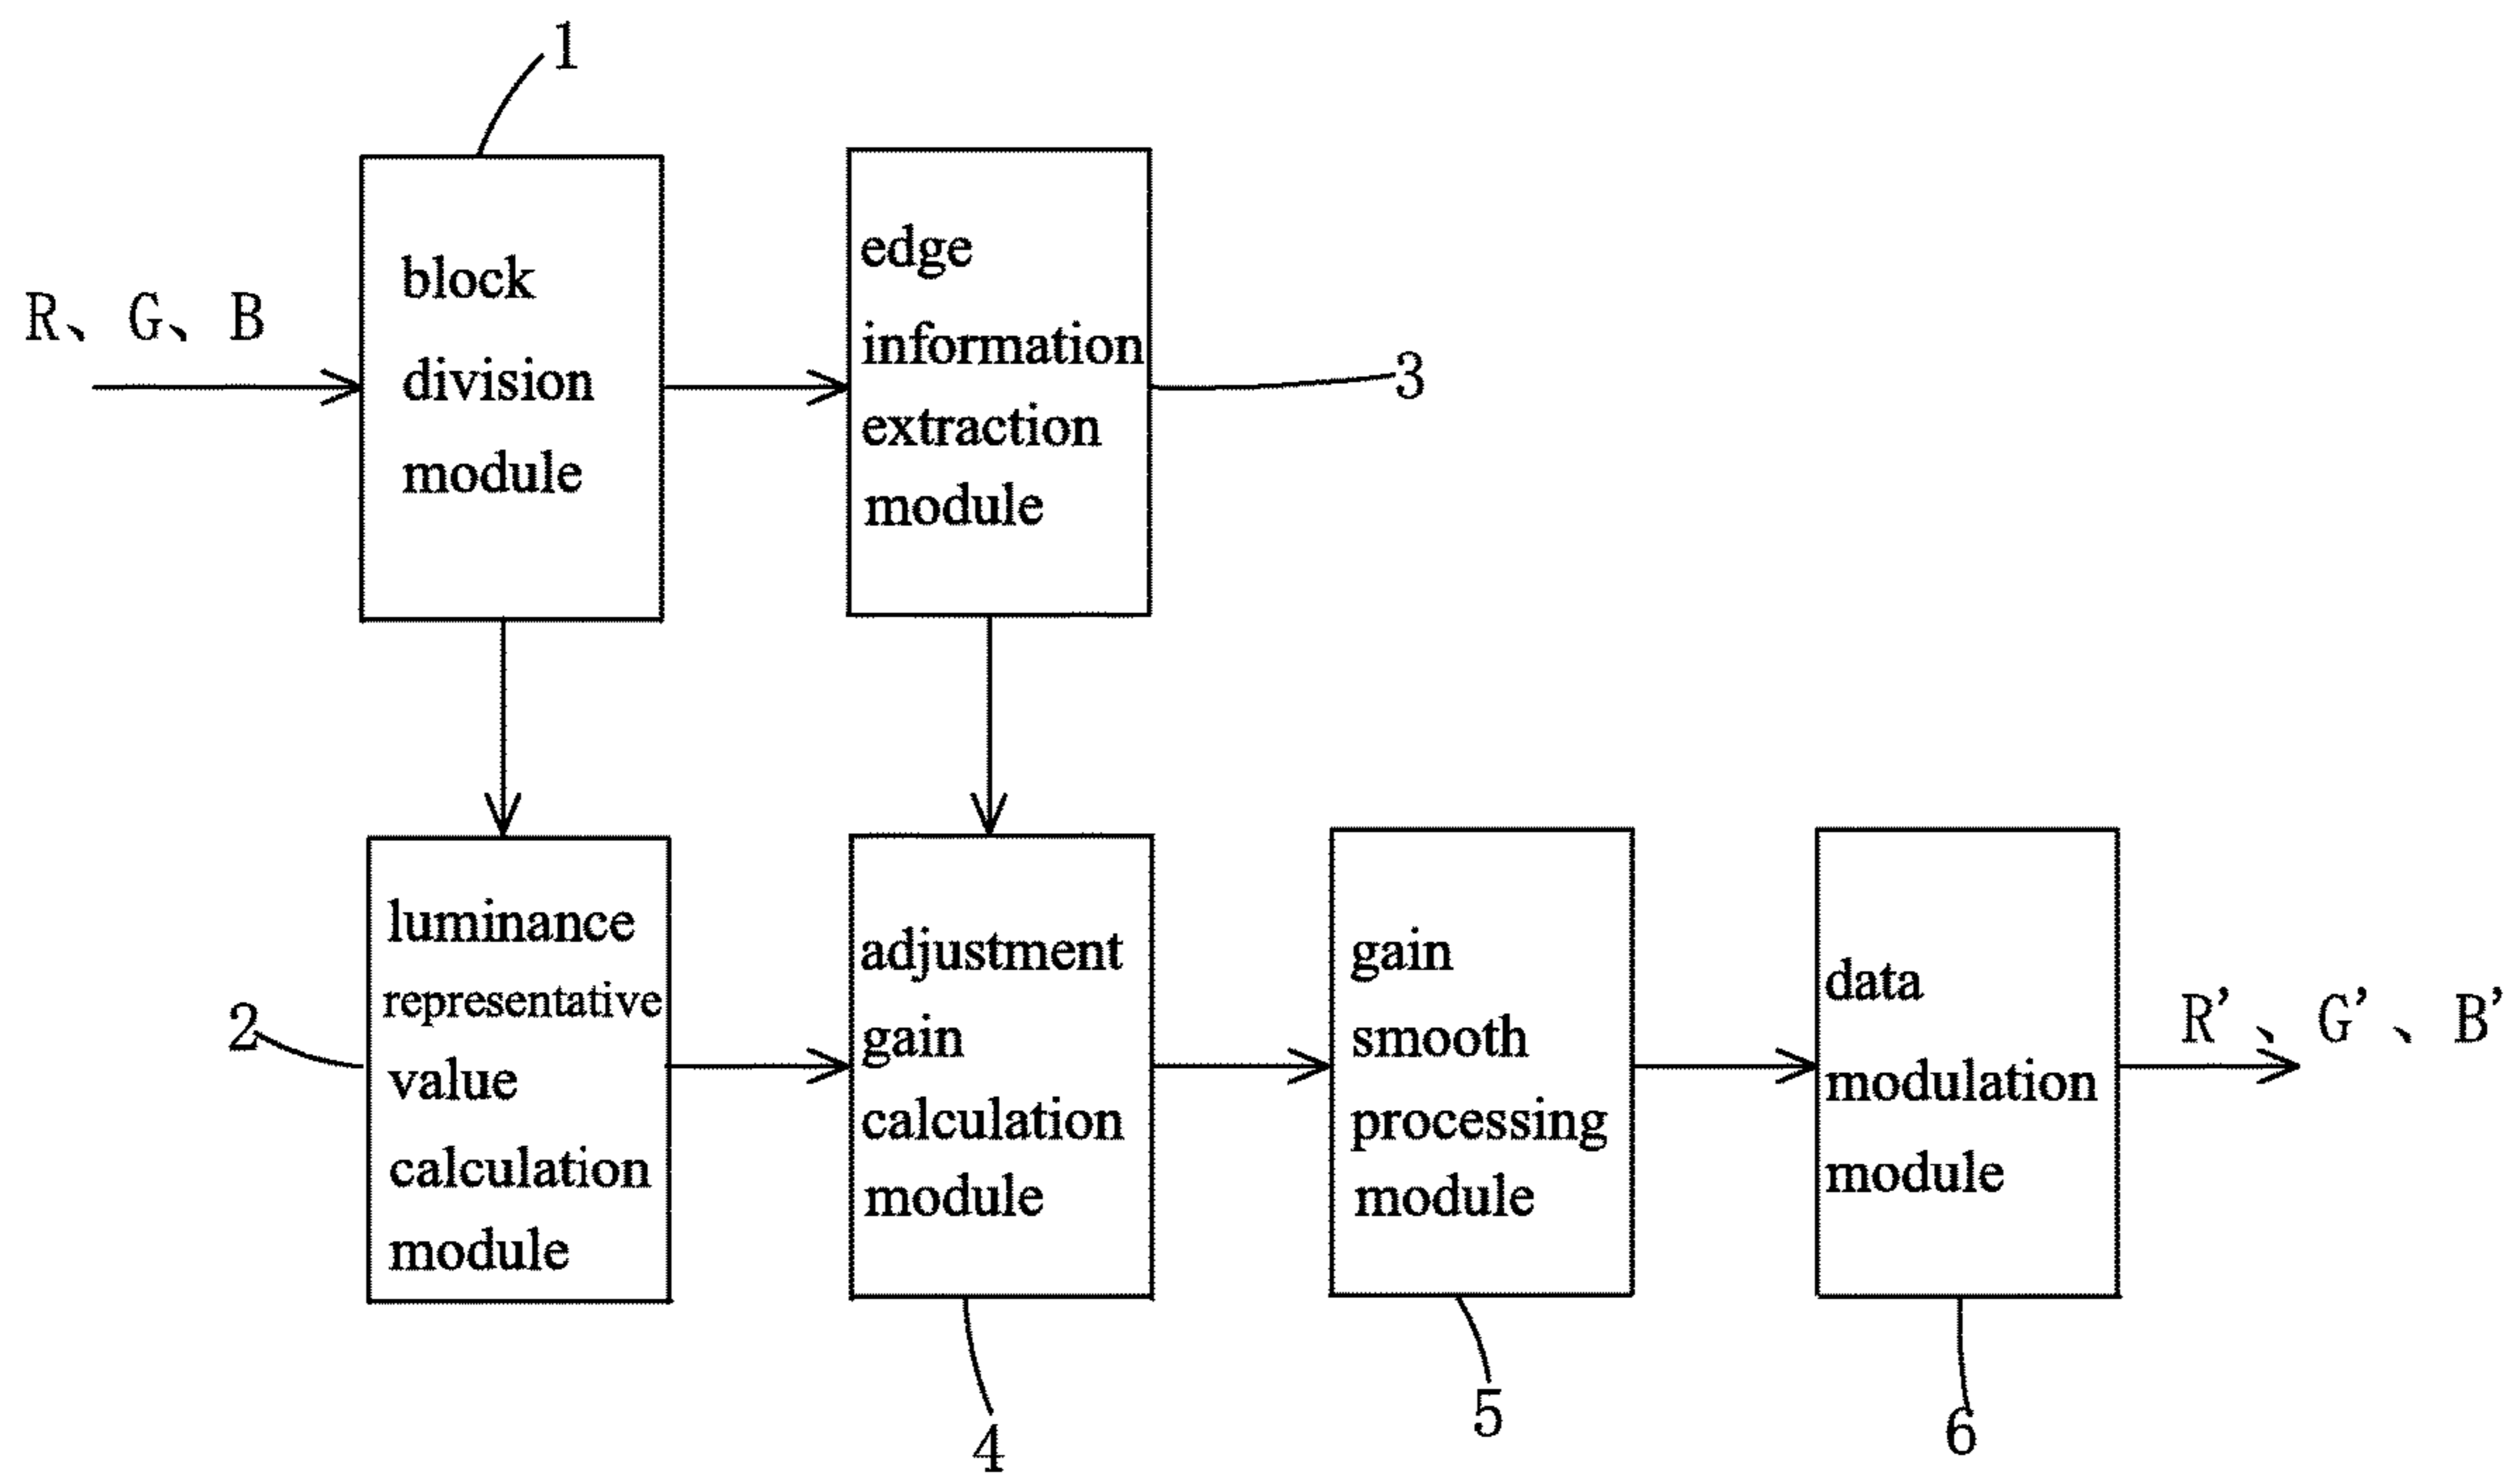 1
block
division
module
R、G、B
edge
information
extraction
module
3
luminance
representative
value
calculation
module
2
adjustment
gain
calculation
module
4
gain
smooth
processing
module
5
data
modulation
module
6
R'、G'、B'